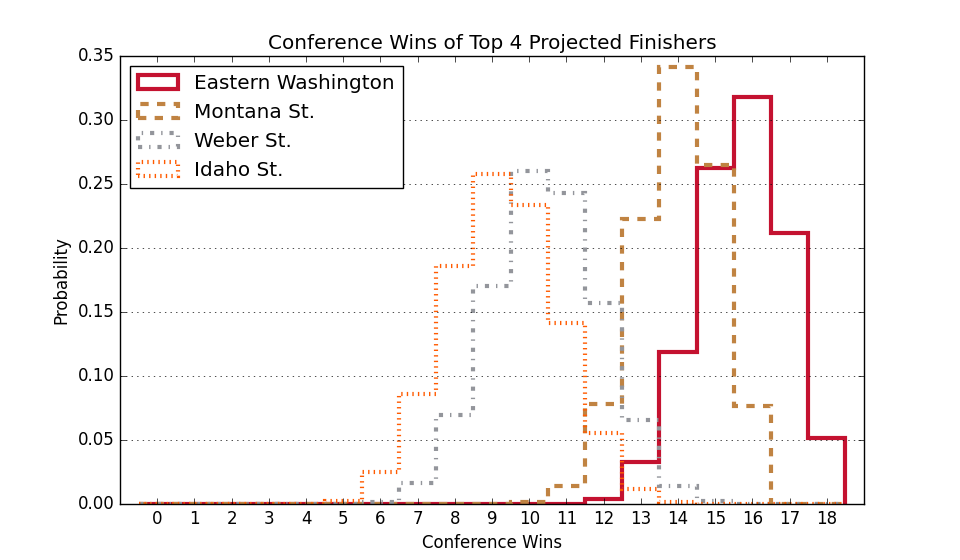 Conference Wins of Top 4 Projected Finishers
0.35
0.30
0.25
0.20
0.15
0.10
0.05
0.00
Probability
Eastern Washington
Montana St.
Weber St.
Idaho St.
0 1 2 3 4 5 6 7 8 9 10 11 12 13 14 15 16 17 18
Conference Wins